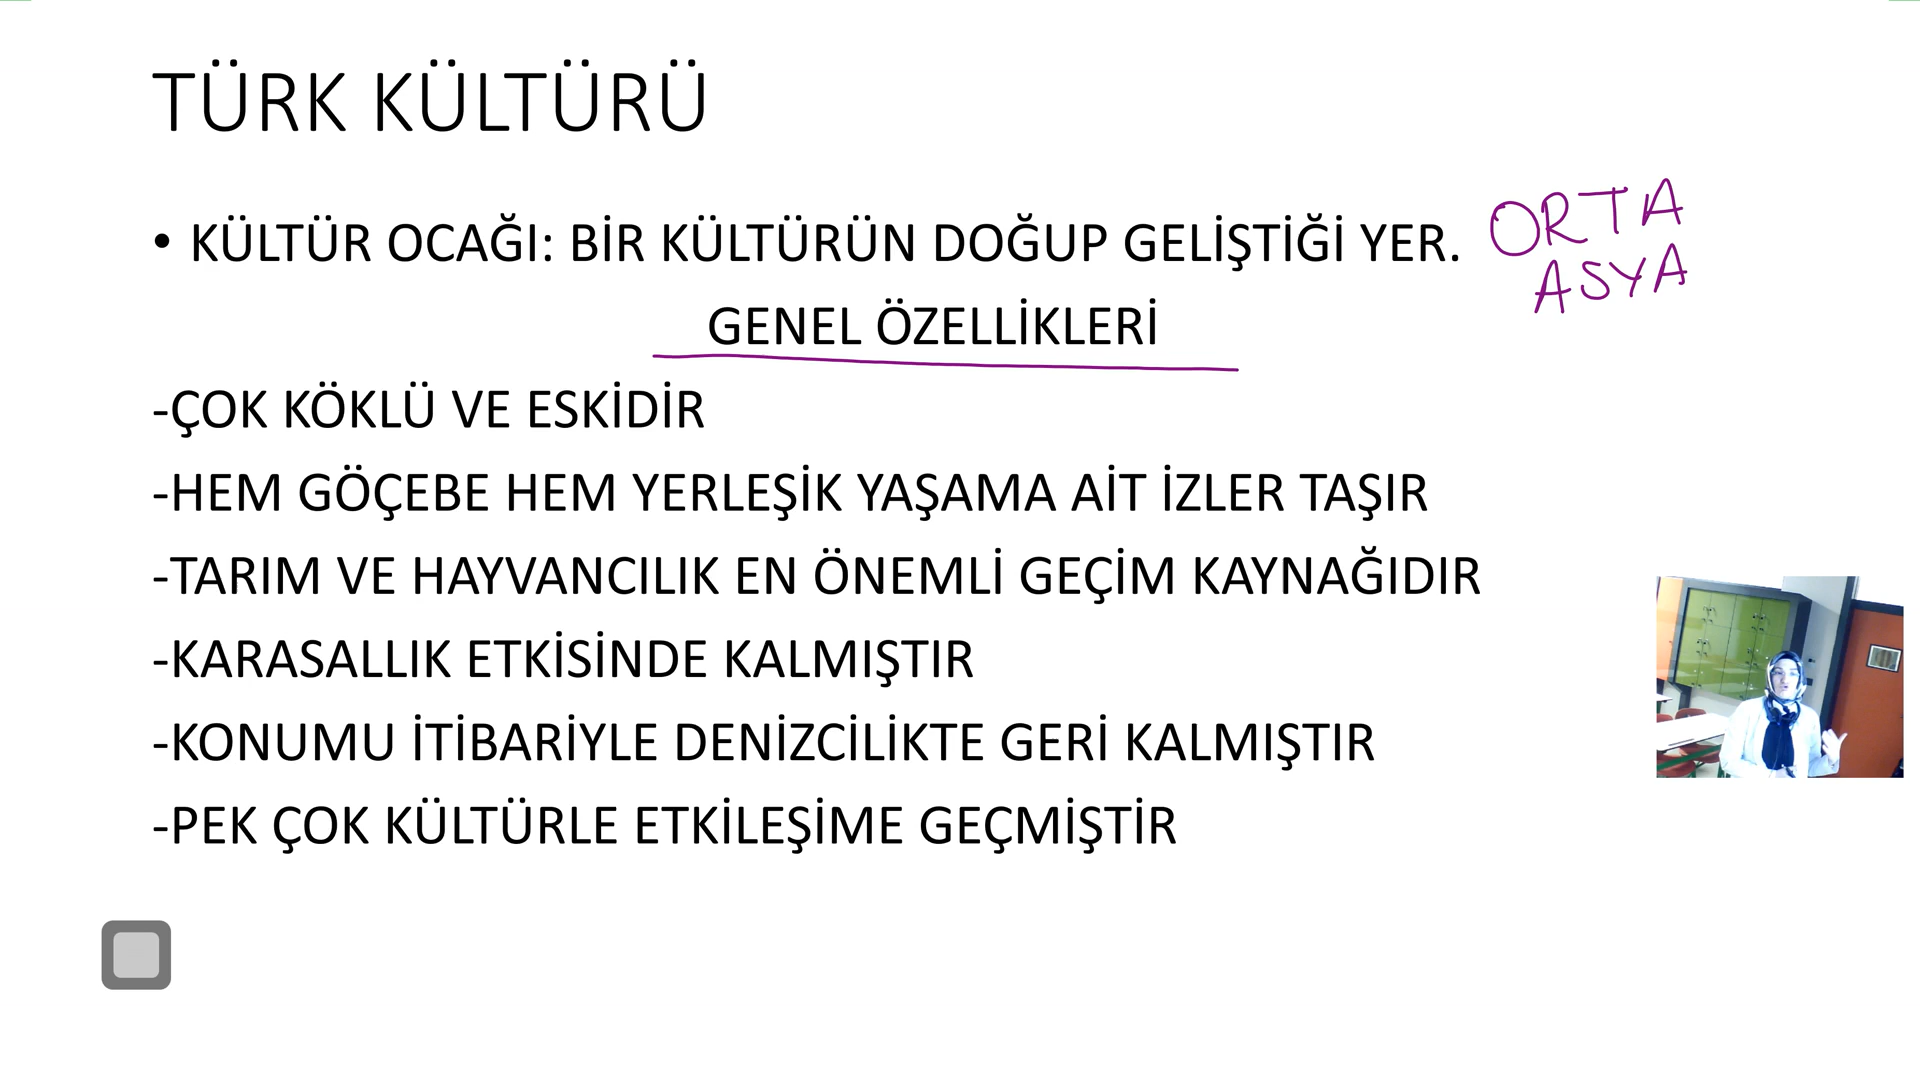 TÜRK KÜLTÜRÜ
• KÜLTÜR OCAĞI: BİR KÜLTÜRÜN DOĞUP GELİŞTİĞİ YER.
ORTA
ASYA
GENEL ÖZELLİKLERİ
-ÇOK KÖKLÜ VE ESKİDİR
-HEM GÖÇEBE HEM YERLEŞİK YAŞAMA AİT İZLER TAŞIR
-TARIM VE HAYVANCILIK EN ÖNEMLİ GEÇİM KAYNAĞIDIR
-KARASALLIK ETKİSİNDE KALMIŞTIR
-KONUMU İTİBARİYLE DENİZCİLİKTE GERİ KALMIŞTIR
-PEK ÇOK KÜLTÜRLE ETKİLEŞİME GEÇMİŞTİR